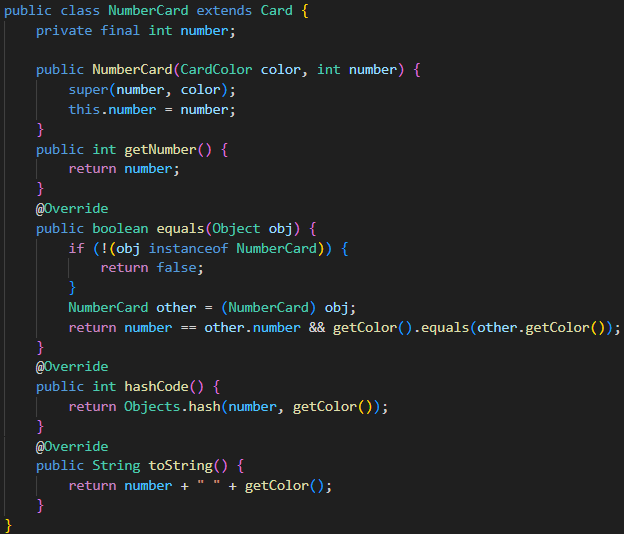 public class NumberCard extends Card {
    private final int number;

    public NumberCard(CardColor color, int number) {
        super(number, color);
        this.number = number;
    }
    public int getNumber() {
        return number;
    }
    @Override
    public boolean equals(Object obj) {
        if (!(obj instanceof NumberCard)) {
            return false;
        }
        NumberCard other = (NumberCard) obj;
        return number == other.number && getColor().equals(other.getColor());
    }
    @Override
    public int hashCode() {
        return Objects.hash(number, getColor());
    }
    @Override
    public String toString() {
        return number + " " + getColor();
    }
}